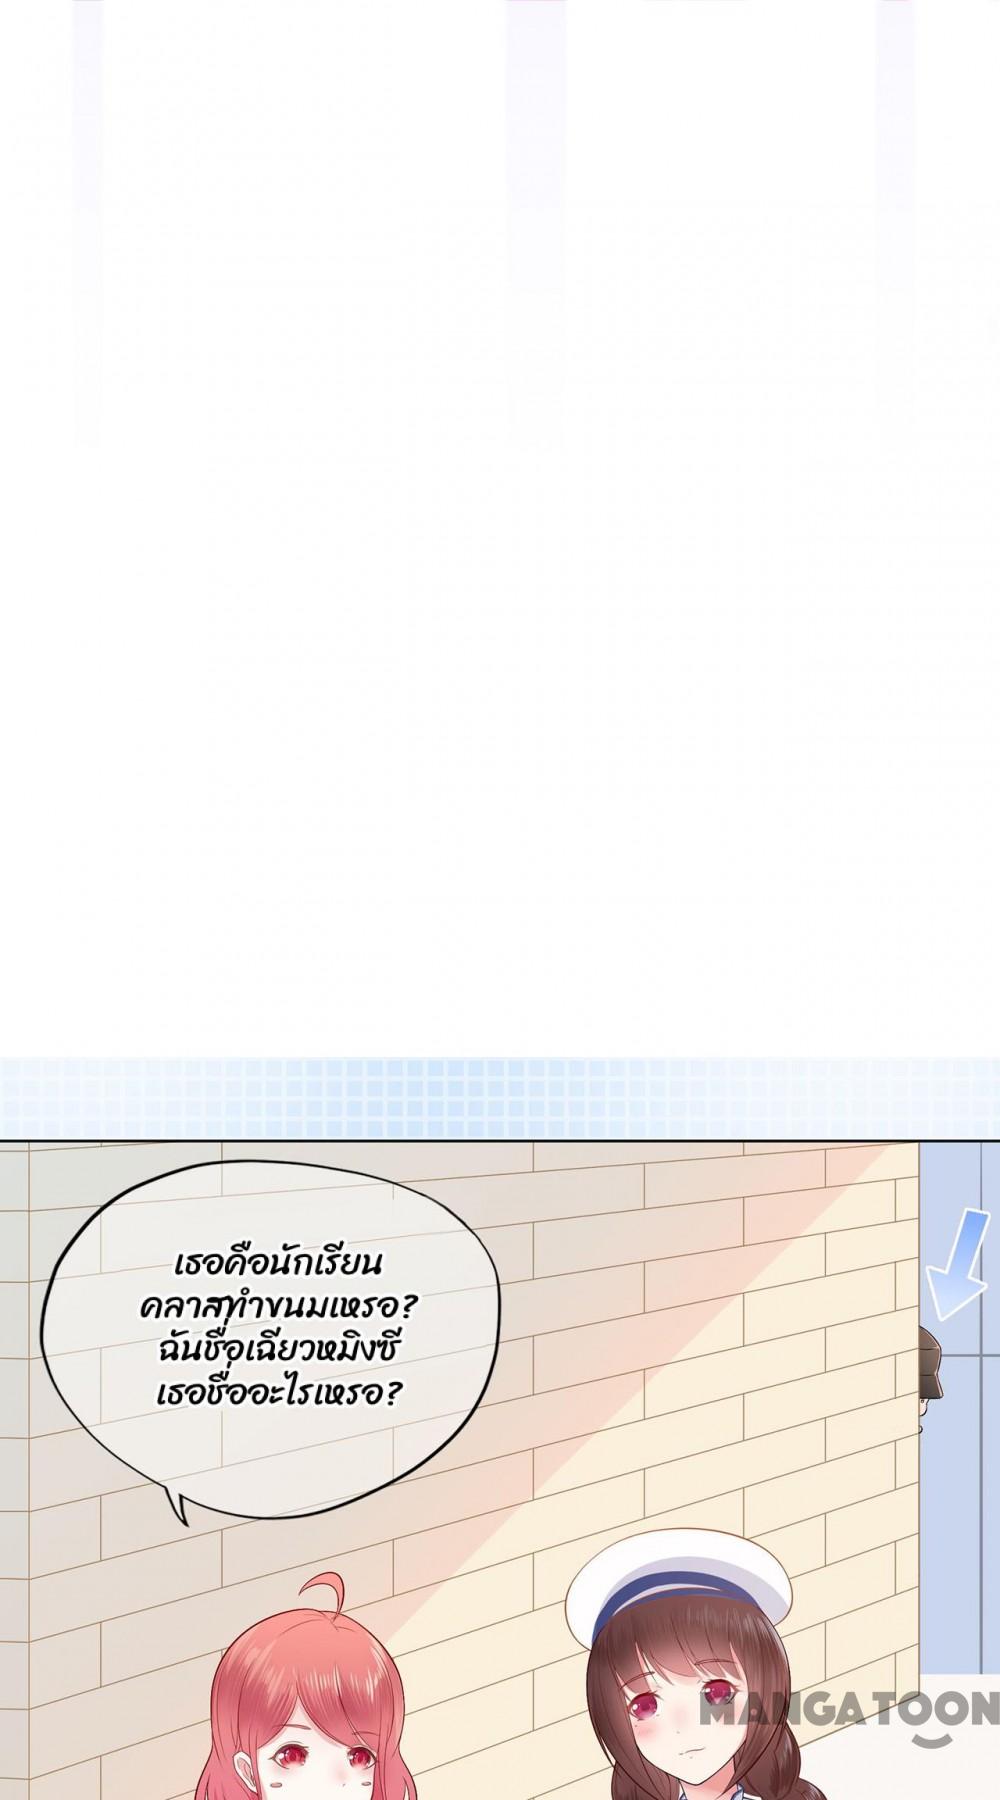 เธอคือนักเรียน
คลาสทำขนมเหรอ?
ฉันชื่อเฉียวหมิงซี
เธอชื่ออะไรเหรอ?
MANGATOON